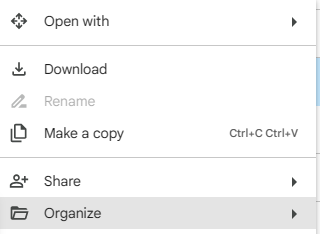 Open with
Download
Rename
Make a copy Ctrl+C Ctrl+V
Share
Organize